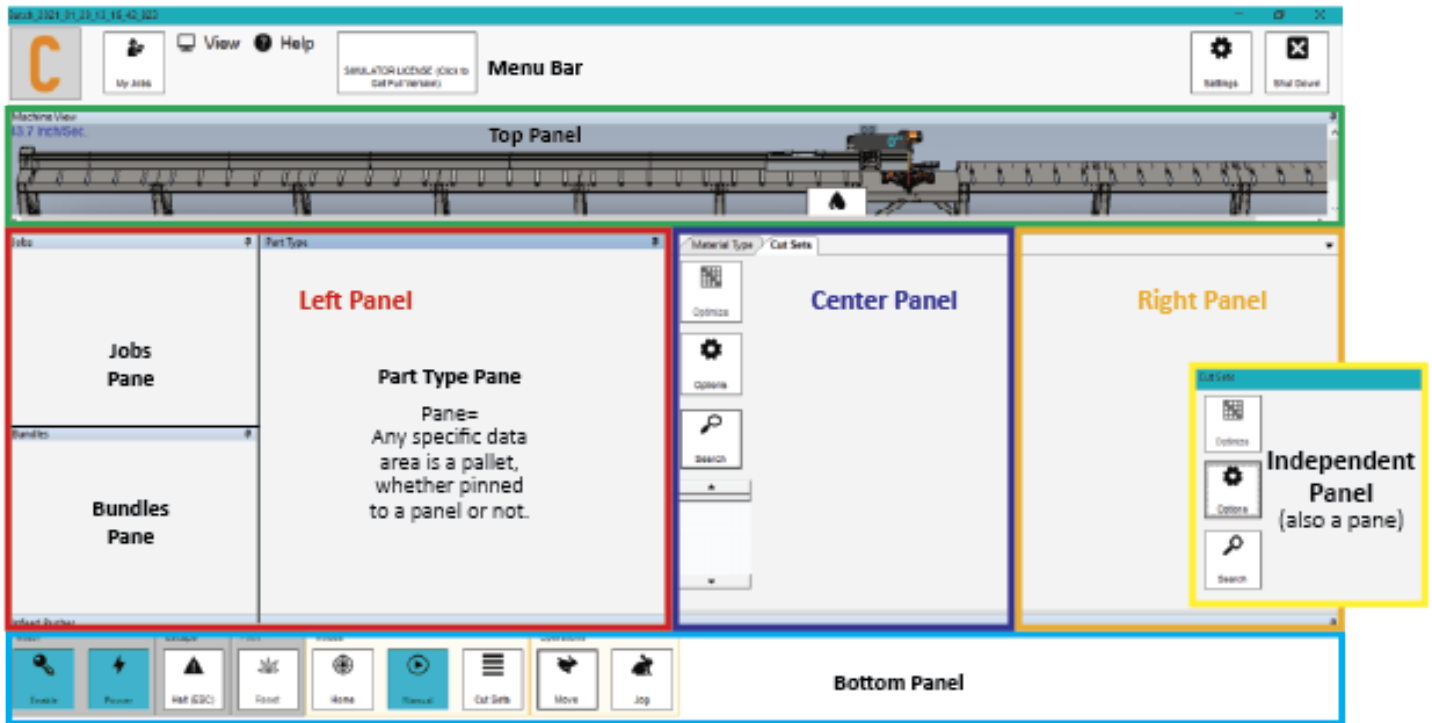 Batch_2024_01_23_12_16_42_023
C
My Jobs
View
Help
SIMULATOR LICENSE (Click to
Get Full Version)
Menu Bar
Settings
Shut Down
Machine View
43.7 Inch/Sec.
Top Panel
Jobs
Part Type
Left Panel
Jobs
Pane
Part Type Pane
Pane=
Any specific data
area is a pallet,
whether pinned
to a panel or not.
Bundles
Bundles
Pane
Material Type
Cut Sets
Optimize
Options
Search
Center Panel
Right Panel
Cut Sets
Optimize
Options
Search
Independent
Panel
(also a pane)
Infeed Pusher
Operations
Enable
Power
Halt (ESC)
Reset
Home
Manual
Cut Sets
Move
Jog
Bottom Panel